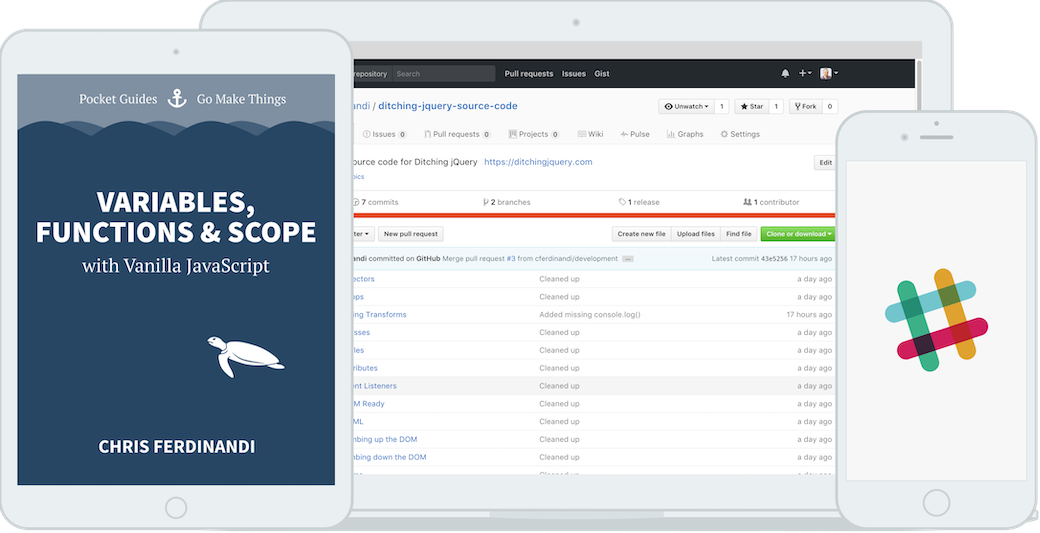 Pocket Guides Go Make Things
VARIABLES,
FUNCTIONS & SCOPE
with Vanilla JavaScript
CHRIS FERDINANDI
repository Search Pull requests Issues Gist
andi / ditching-jquery-source-code Unwatch 1 Star 1 Fork 0
Issues 0 Pull requests 0 Projects 0 Wiki Pulse Graphs Settings
ource code for Ditching jQuery https://ditchingjquery.com Edit
pics
7 commits 2 branches 1 release 1 contributor
ter New pull request Create new file Upload files Find file Clone or download
andi committed on GitHub Merge pull request #3 from cferdinandi/development ... Latest commit 43e5256 17 hours ago
ectors Cleaned up a day ago
ops Cleaned up a day ago
ing Transforms Added missing console.log() 17 hours ago
sses Cleaned up a day ago
les Cleaned up a day ago
ributes Cleaned up a day ago
ent Listeners Cleaned up a day ago
M Ready Cleaned up a day ago
ML Cleaned up a day ago
mbing up the DOM Cleaned up a day ago
mbing down the DOM Cleaned up a day ago